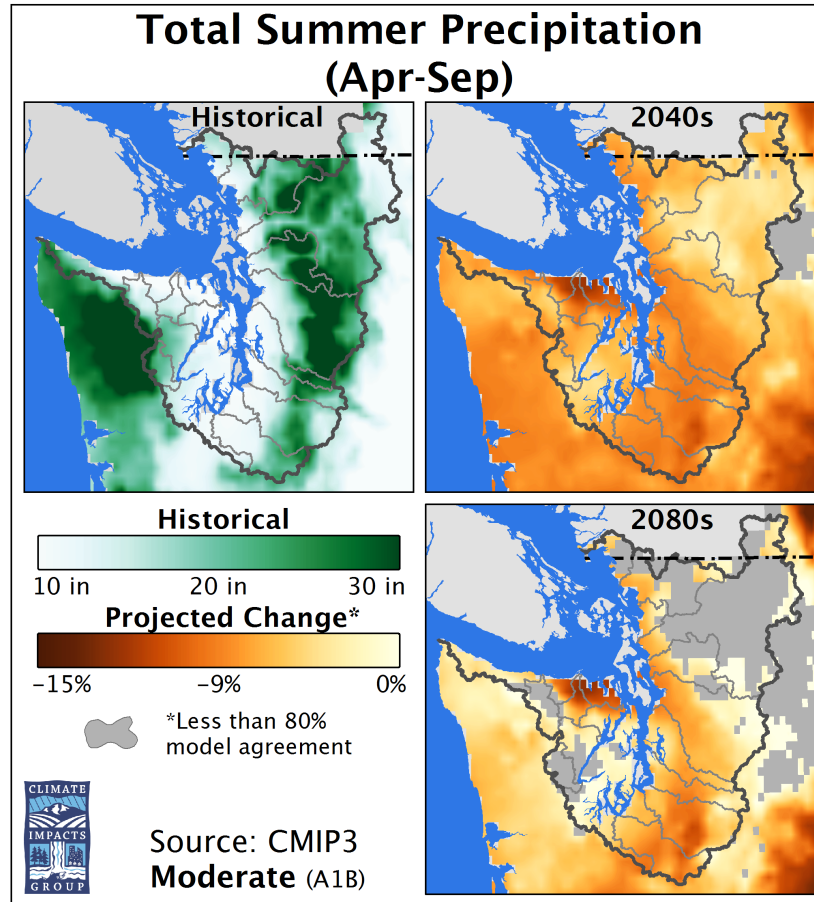 Total Summer Precipitation
(Apr-Sep)
Historical
2040s
Historical
10 in 20 in 30 in
Projected Change*
−15% −9% 0%
*Less than 80%
model agreement
2080s
CLIMATE
IMPACTS
GROUP
Source: CMIP3
Moderate (A1B)